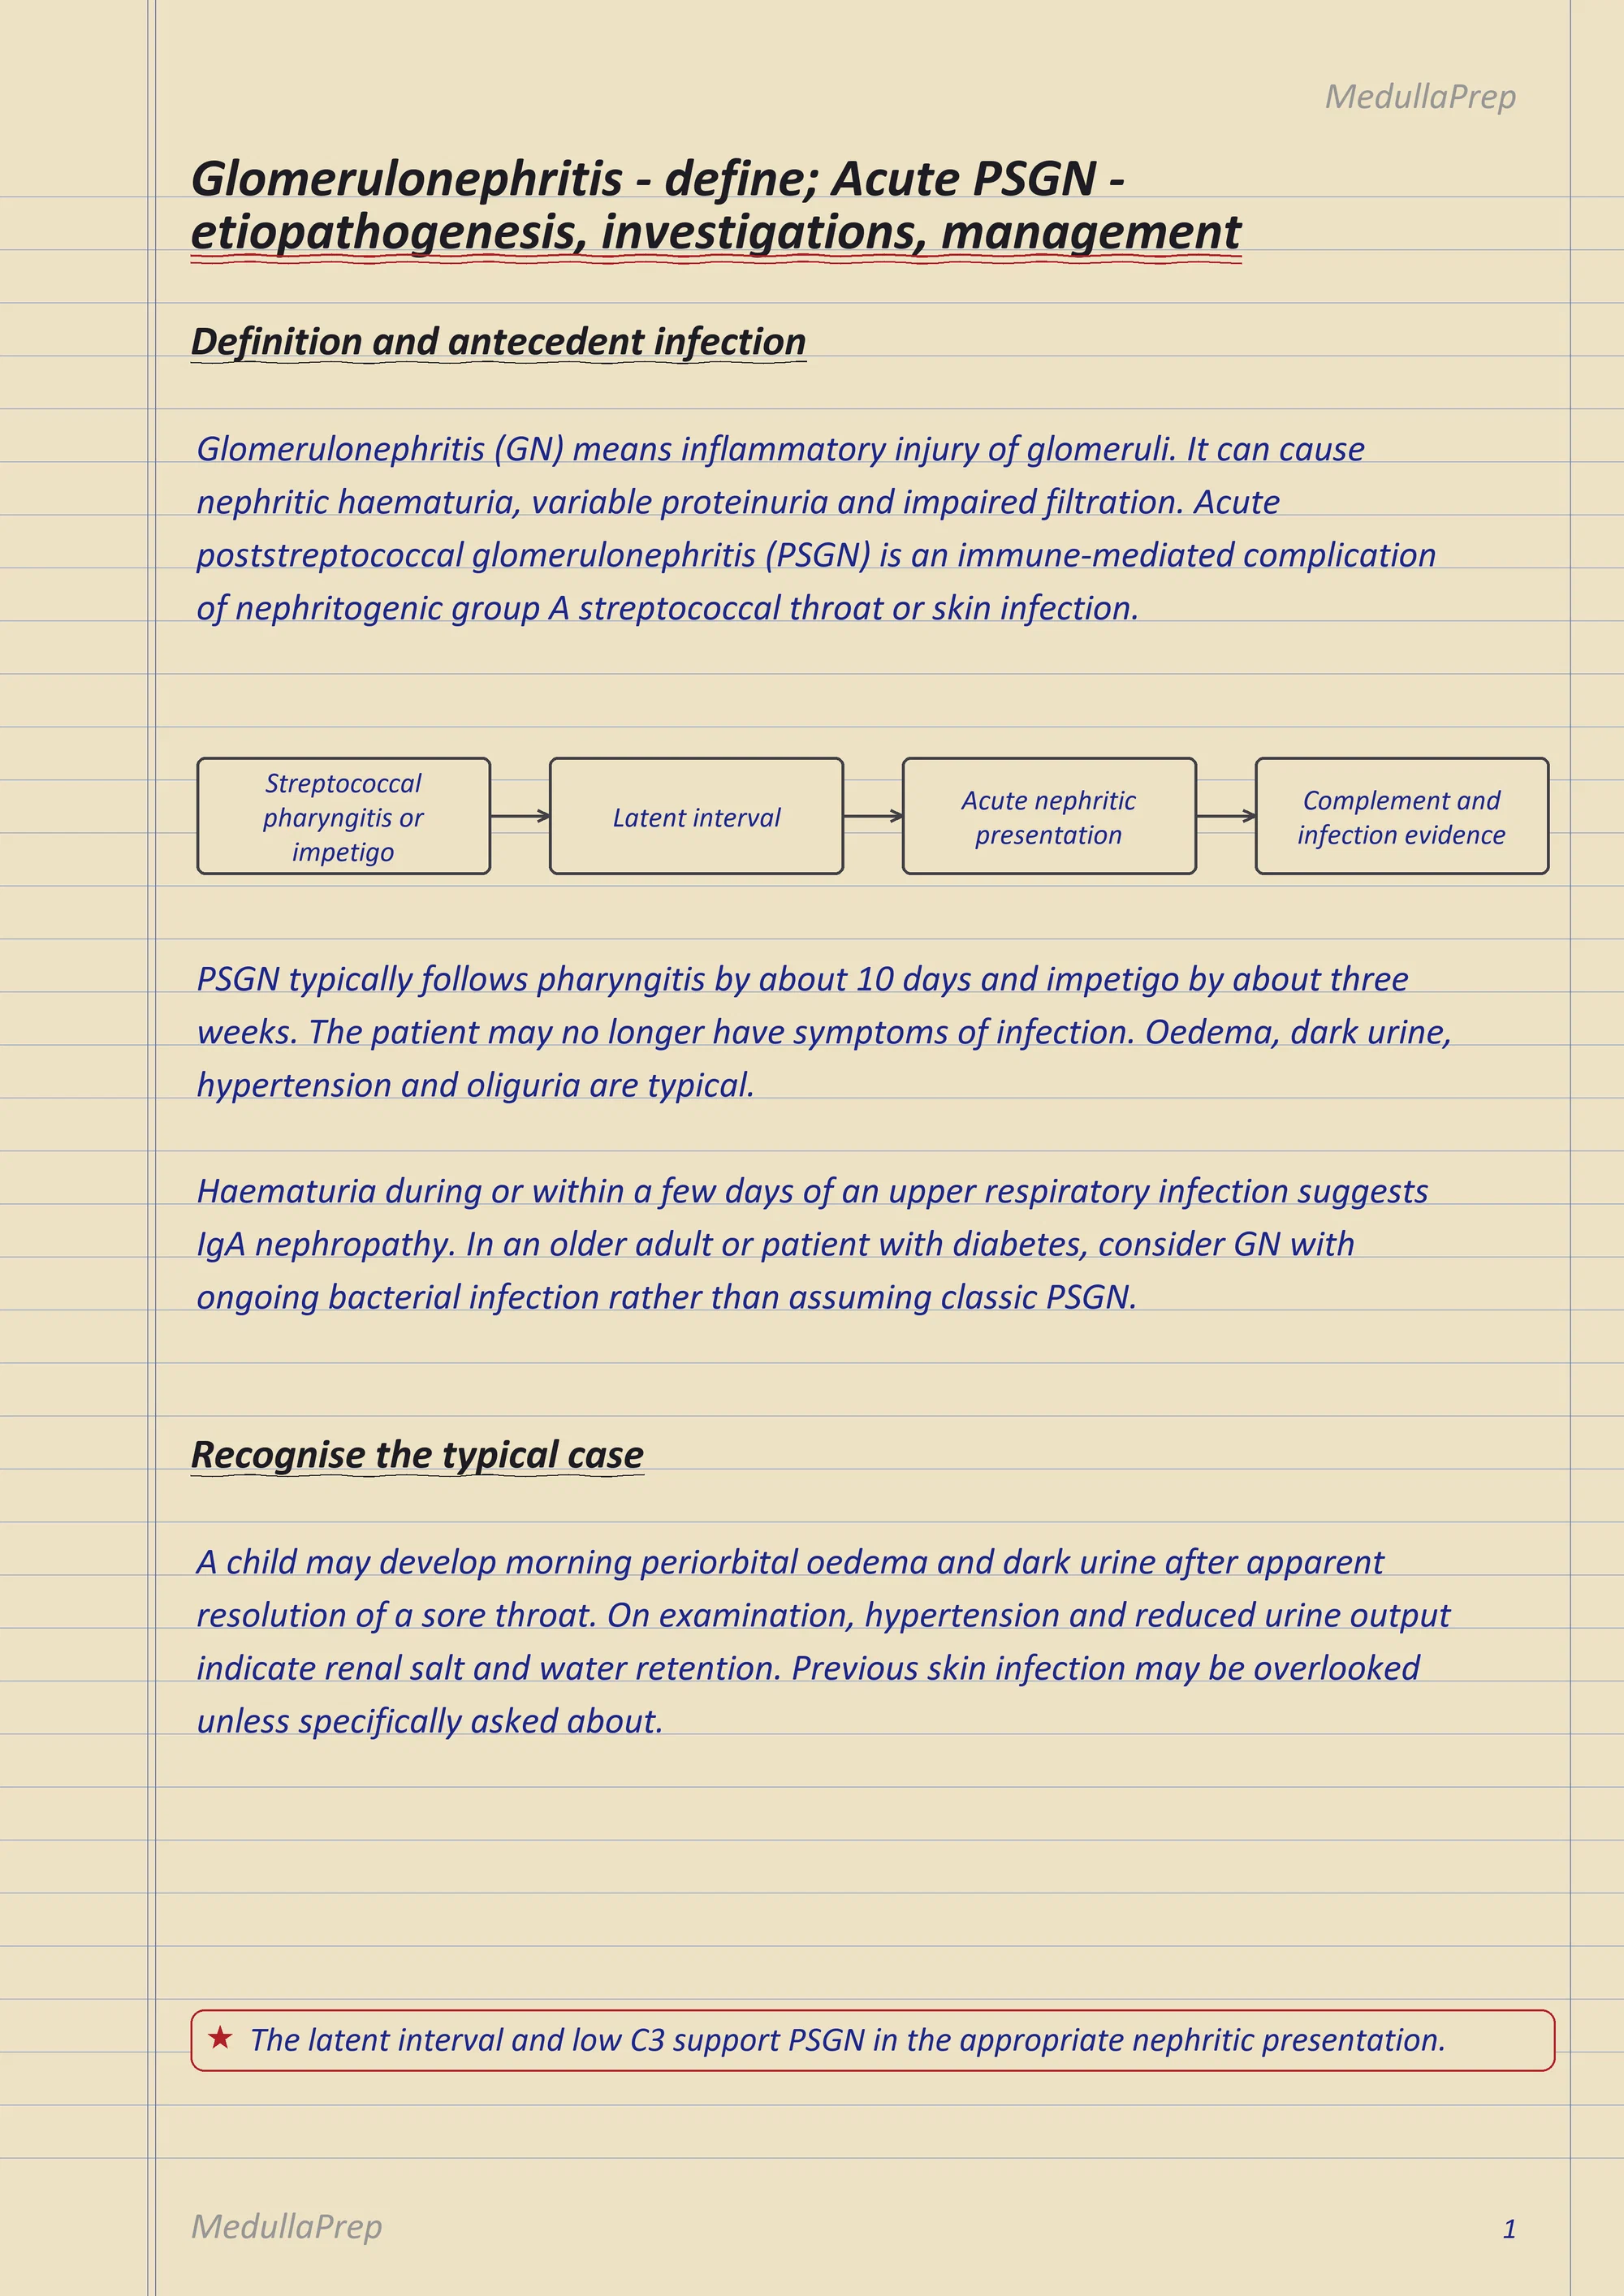 MedullaPrep
Glomerulonephritis - define; Acute PSGN -
etiopathogenesis, investigations, management
Definition and antecedent infection
Glomerulonephritis (GN) means inflammatory injury of glomeruli. It can cause
nephritic haematuria, variable proteinuria and impaired filtration. Acute
poststreptococcal glomerulonephritis (PSGN) is an immune-mediated complication
of nephritogenic group A streptococcal throat or skin infection.
Streptococcal
pharyngitis or
impetigo
Latent interval
Acute nephritic
presentation
Complement and
infection evidence
PSGN typically follows pharyngitis by about 10 days and impetigo by about three
weeks. The patient may no longer have symptoms of infection. Oedema, dark urine,
hypertension and oliguria are typical.
Haematuria during or within a few days of an upper respiratory infection suggests
IgA nephropathy. In an older adult or patient with diabetes, consider GN with
ongoing bacterial infection rather than assuming classic PSGN.
Recognise the typical case
A child may develop morning periorbital oedema and dark urine after apparent
resolution of a sore throat. On examination, hypertension and reduced urine output
indicate renal salt and water retention. Previous skin infection may be overlooked
unless specifically asked about.
★ The latent interval and low C3 support PSGN in the appropriate nephritic presentation.
MedullaPrep
1